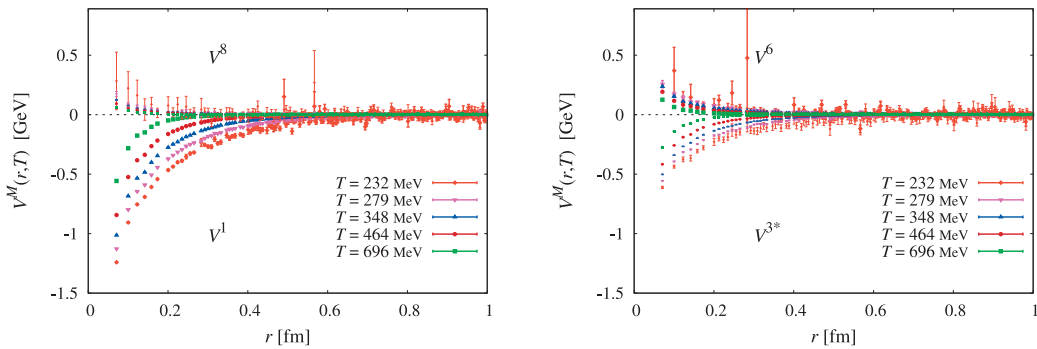 V^M(r,T) [GeV]
0.5
0
-0.5
-1
-1.5
V^8
V^1
T = 232 MeV
T = 279 MeV
T = 348 MeV
T = 464 MeV
T = 696 MeV
0 0.2 0.4 0.6 0.8 1
r [fm]
V^M(r,T) [GeV]
0.5
0
-0.5
-1
-1.5
V^6
V^3*
T = 232 MeV
T = 279 MeV
T = 348 MeV
T = 464 MeV
T = 696 MeV
0 0.2 0.4 0.6 0.8 1
r [fm]